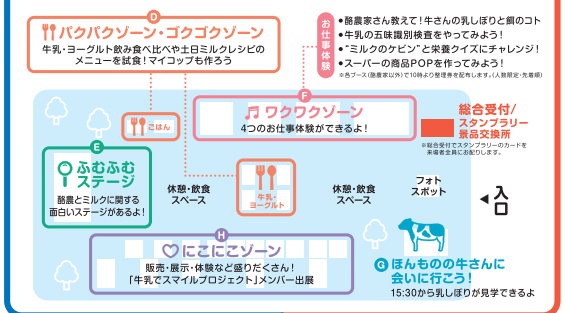 D
パクパクゾーン・ゴクゴクゾーン
牛乳・ヨーグルト飲み食べ比べや土日ミルクレシピの
メニューを試食！マイコップも作ろう
お仕事体験
●酪農家さん教えて！牛さんの乳しぼりと餌のコト
●牛乳の五味識別検査をやってみよう！
●“ミルクのケビン”と栄養クイズにチャレンジ！
●スーパーの商品POPを作ってみよう！
※各ブース（酪農家以外）で10時より整理券を配布します。（人数限定・先着順）
F
ワクワクゾーン
4つのお仕事体験ができるよ！
総合受付/
スタンプラリー
景品交換所
※総合受付でスタンプラリーのカードを
来場者全員にお配りします。
ごはん
E
ふむふむ
ステージ
酪農とミルクに関する
面白いステージがあるよ！
休憩・飲食
スペース
牛乳・
ヨーグルト
休憩・飲食
スペース
フォト
スポット
入口
H
にこにこゾーン
販売・展示・体験など盛りだくさん！
「牛乳でスマイルプロジェクト」メンバー出展
G
ほんものの牛さんに
会いに行こう！
15:30から乳しぼりが見学できるよ